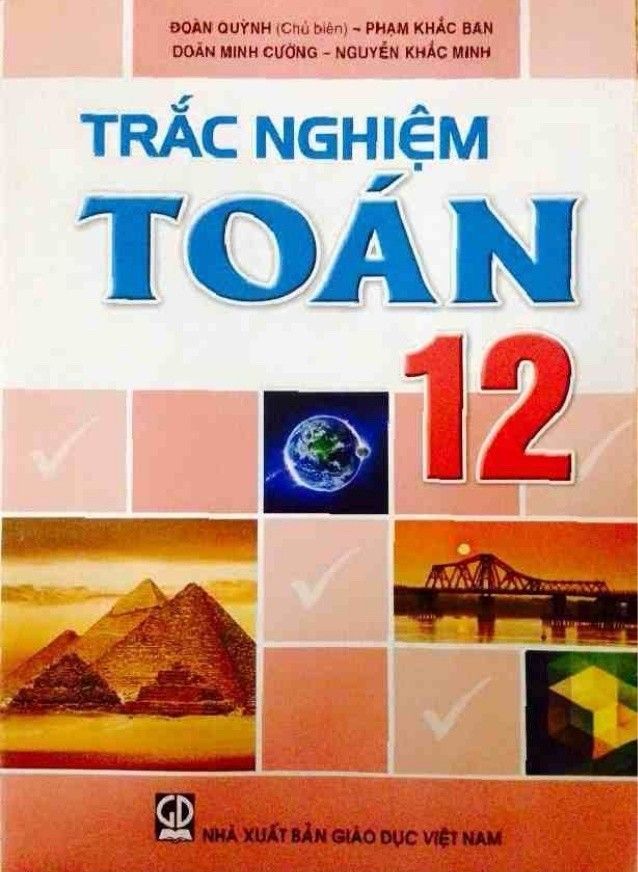 ĐOÀN QUỲNH (Chủ biên) – PHẠM KHẮC BAN
DOÃN MINH CƯỜNG – NGUYỄN KHẮC MINH
TRẮC NGHIỆM
TOÁN
12
GD
NHÀ XUẤT BẢN GIÁO DỤC VIỆT NAM